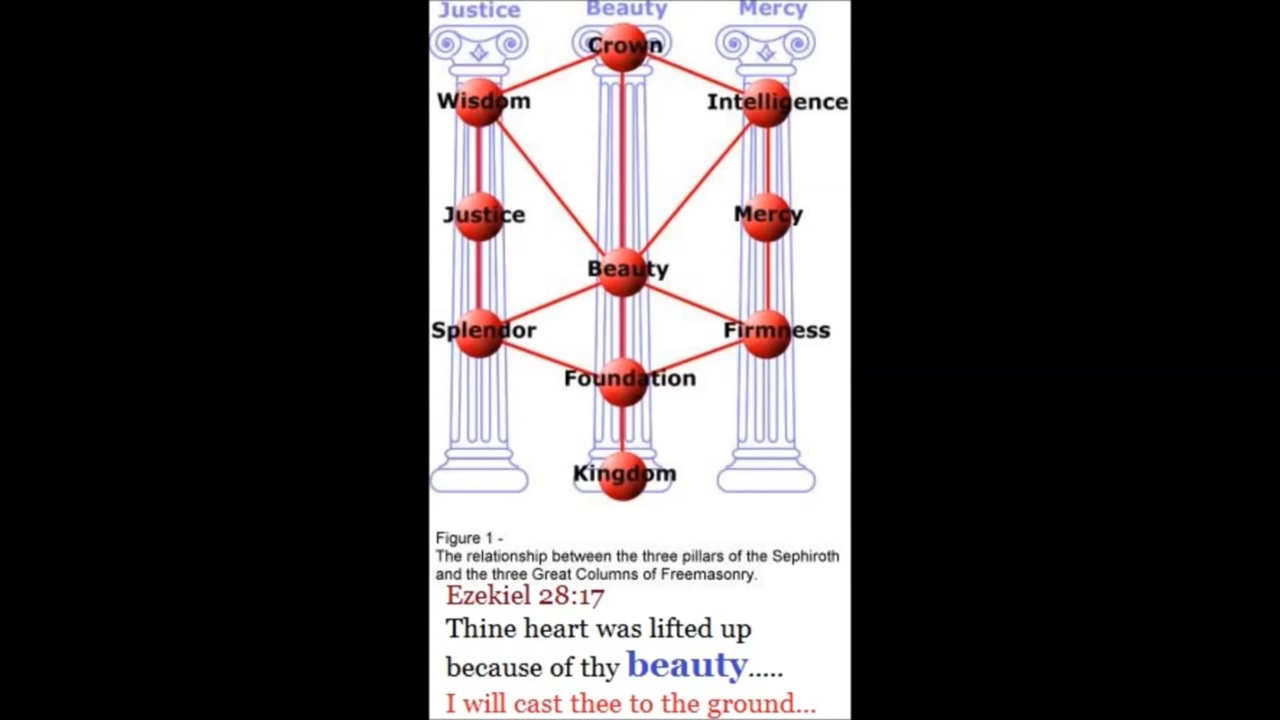 Justice Beauty Mercy
Crown
Wisdom Intelligence
Justice Mercy
Beauty
Splendor Firmness
Foundation
Kingdom
Figure 1 -
The relationship between the three pillars of the Sephiroth
and the three Great Columns of Freemasonry.
Ezekiel 28:17
Thine heart was lifted up
because of thy beauty.....
I will cast thee to the ground...